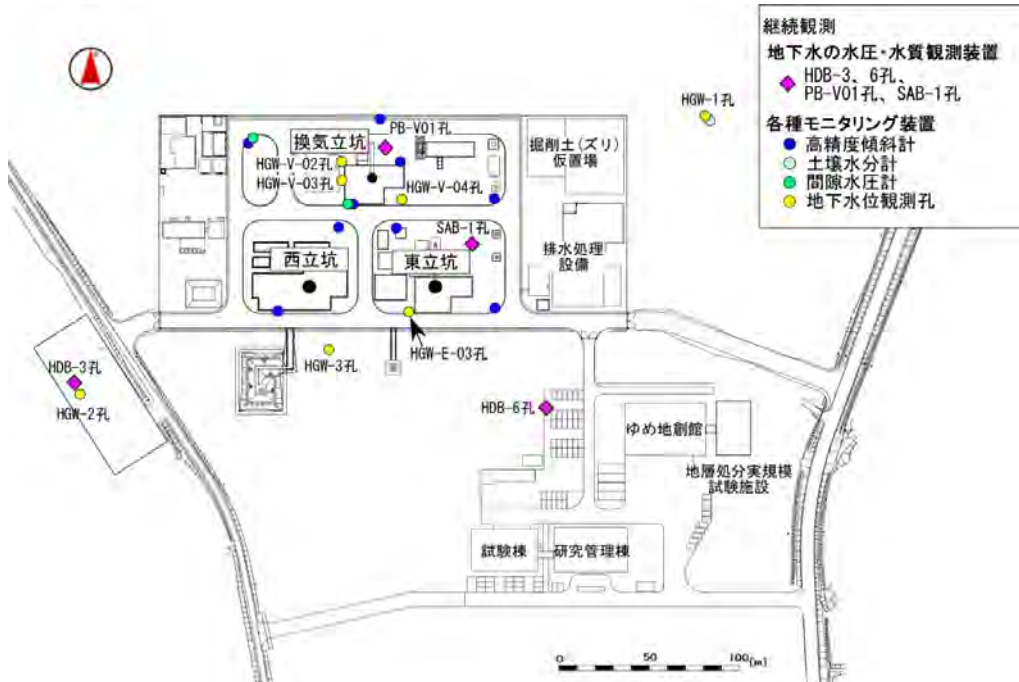 継続観測
地下水の水圧・水質観測装置
HDB-3、6孔、
PB-V01孔、SAB-1孔
各種モニタリング装置
高精度傾斜計
土壌水分計
間隙水圧計
地下水位観測孔
HGW-1孔
PB-V01孔
換気立坑
掘削土(ズリ)
仮置場
HGW-V-02孔
HGW-V-03孔
HGW-V-04孔
SAB-1孔
西立坑
東立坑
排水処理
設備
HGW-E-03孔
HGW-3孔
HDB-3孔
HGW-2孔
HDB-6孔
ゆめ地創館
地層処分実規模
試験施設
試験棟
研究管理棟
0 50 100[m]